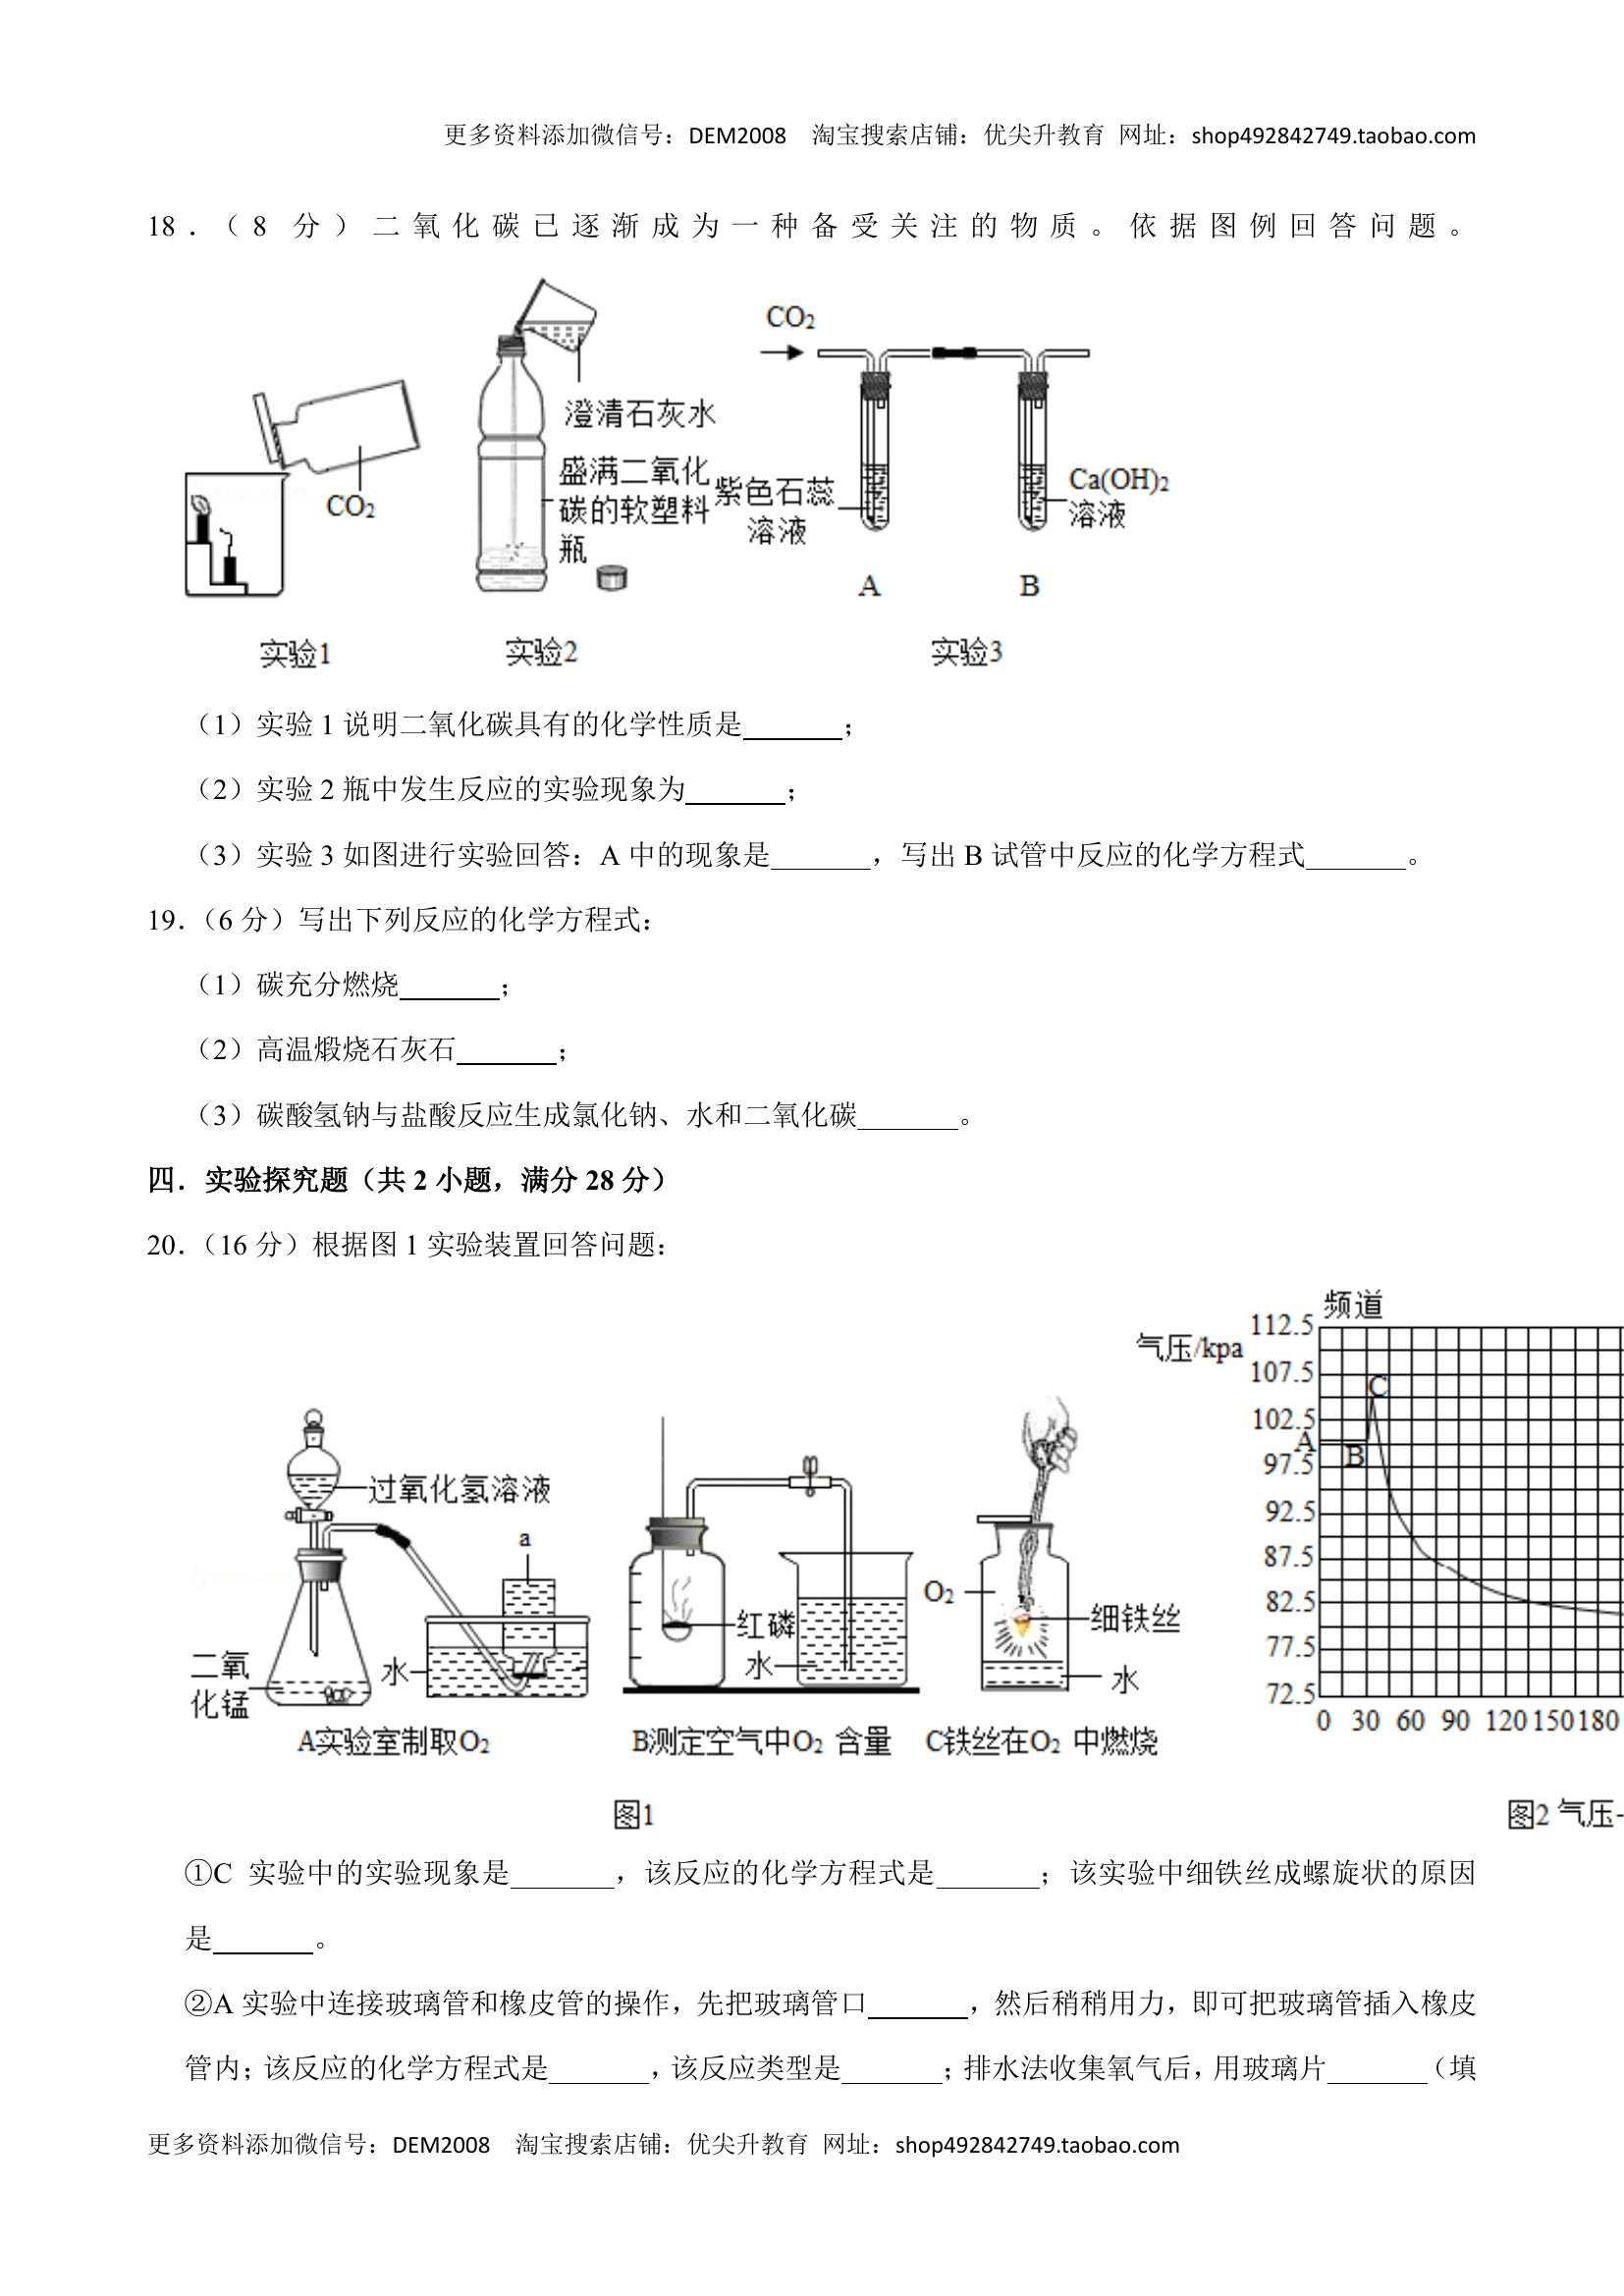 更多资料添加微信号：DEM2008 淘宝搜索店铺：优尖升教育 网址：shop492842749.taobao.com
18．（8 分）二氧化碳已逐渐成为一种备受关注的物质。依据图例回答问题。
CO2
澄清石灰水
盛满二氧化
碳的软塑料
瓶
CO2
紫色石蕊
溶液
Ca(OH)2
溶液
A
B
实验1
实验2
实验3
（1）实验 1 说明二氧化碳具有的化学性质是_______；
（2）实验 2 瓶中发生反应的实验现象为_______；
（3）实验 3 如图进行实验回答：A 中的现象是_______，写出 B 试管中反应的化学方程式_______。
19．（6 分）写出下列反应的化学方程式：
（1）碳充分燃烧_______；
（2）高温煅烧石灰石_______；
（3）碳酸氢钠与盐酸反应生成氯化钠、水和二氧化碳_______。
四．实验探究题（共 2 小题，满分 28 分）
20．（16 分）根据图 1 实验装置回答问题：
过氧化氢溶液
a
二氧
化锰
水
A实验室制取O2
红磷
水
B测定空气中O2 含量
O2
细铁丝
水
C铁丝在O2 中燃烧
图1
频道
气压/kpa
112.5
107.5
102.5
97.5
92.5
87.5
82.5
77.5
72.5
A
B
C
0 30 60 90 120 150 180
图2 气压-
①C 实验中的实验现象是_______，该反应的化学方程式是_______；该实验中细铁丝成螺旋状的原因
是_______。
②A 实验中连接玻璃管和橡皮管的操作，先把玻璃管口_______，然后稍稍用力，即可把玻璃管插入橡皮
管内；该反应的化学方程式是_______，该反应类型是_______；排水法收集氧气后，用玻璃片_______（填
更多资料添加微信号：DEM2008 淘宝搜索店铺：优尖升教育 网址：shop492842749.taobao.com